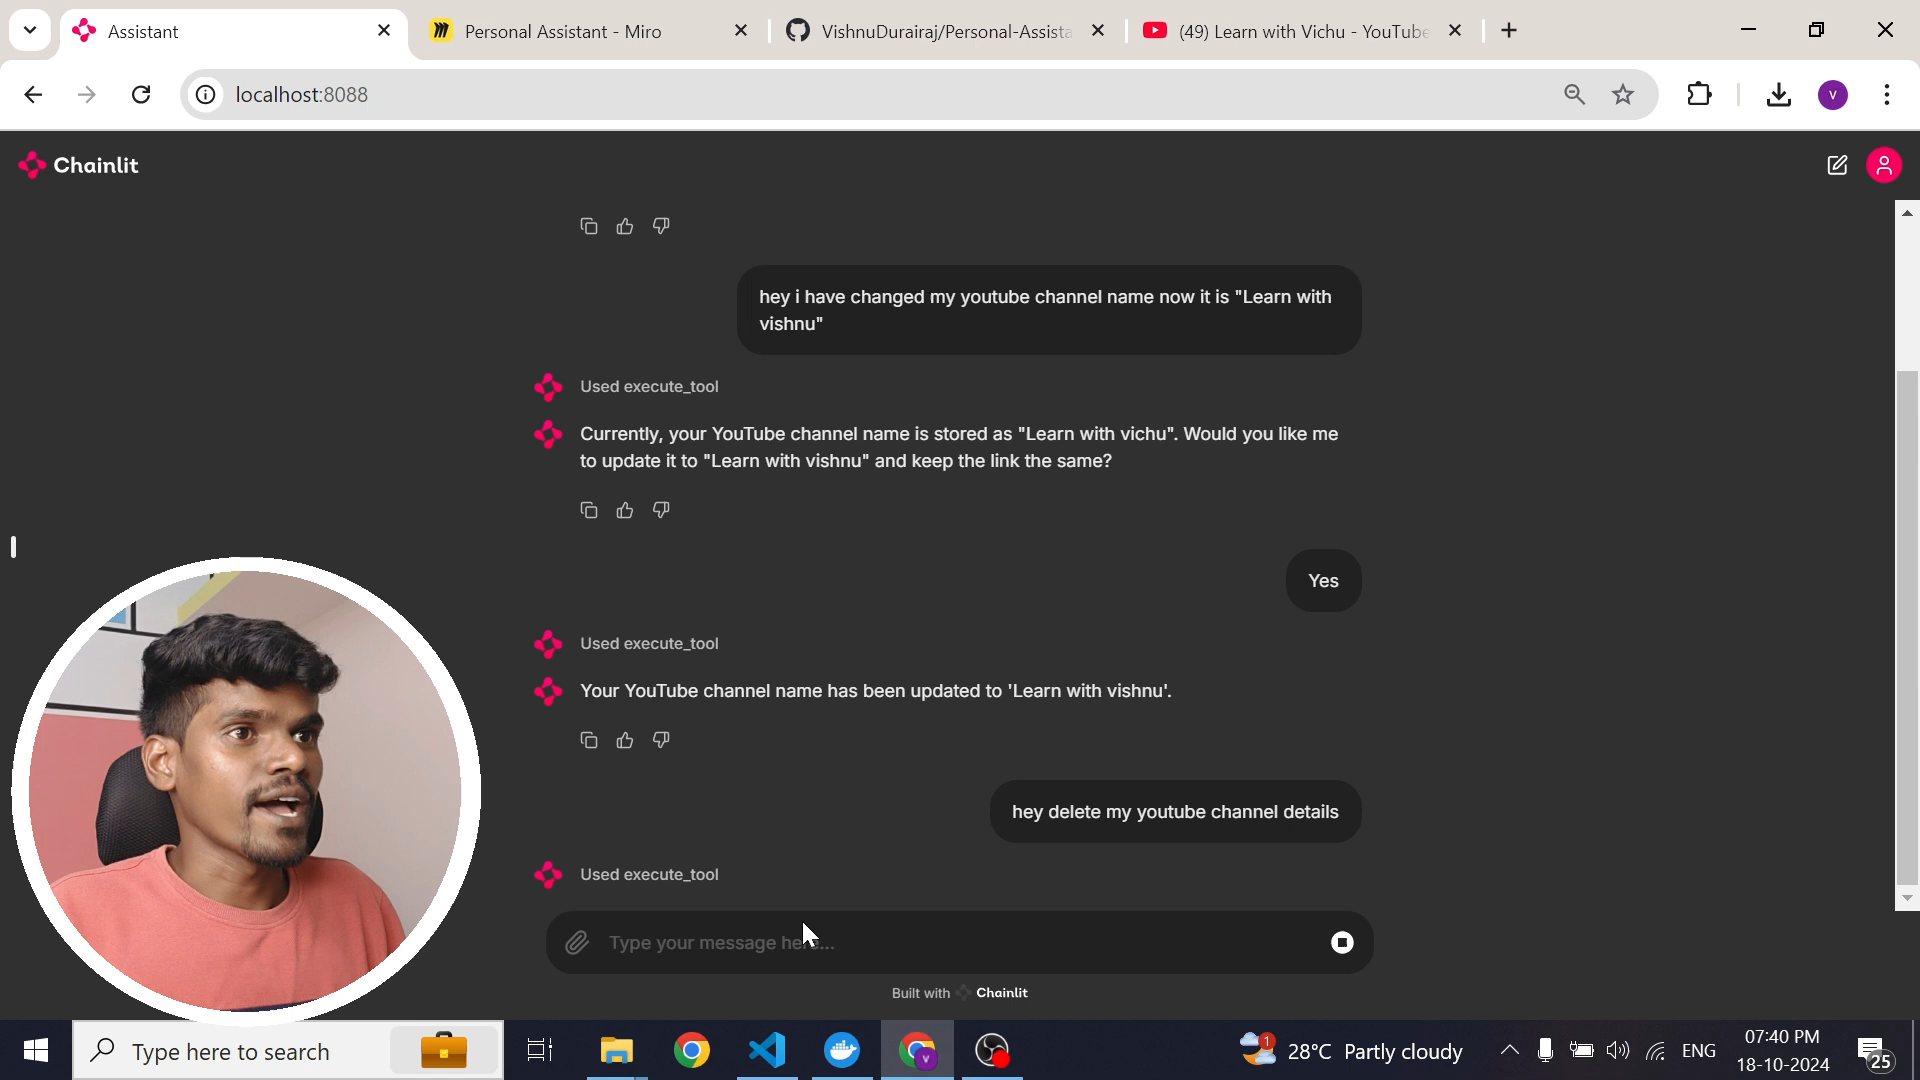 Assistant
Personal Assistant - Miro
VishnuDurairaj/Personal-Assista
(49) Learn with Vichu - YouTube
localhost:8088
V
Chainlit
hey i have changed my youtube channel name now it is "Learn with
vishnu"
Used execute_tool
Currently, your YouTube channel name is stored as "Learn with vichu". Would you like me
to update it to "Learn with vishnu" and keep the link the same?
Yes
Used execute_tool
Your YouTube channel name has been updated to 'Learn with vishnu'.
hey delete my youtube channel details
Used execute_tool
Type your message here...
Built with Chainlit
Type here to search
V
1
28°C Partly cloudy
ENG
07:40 PM
18-10-2024
25